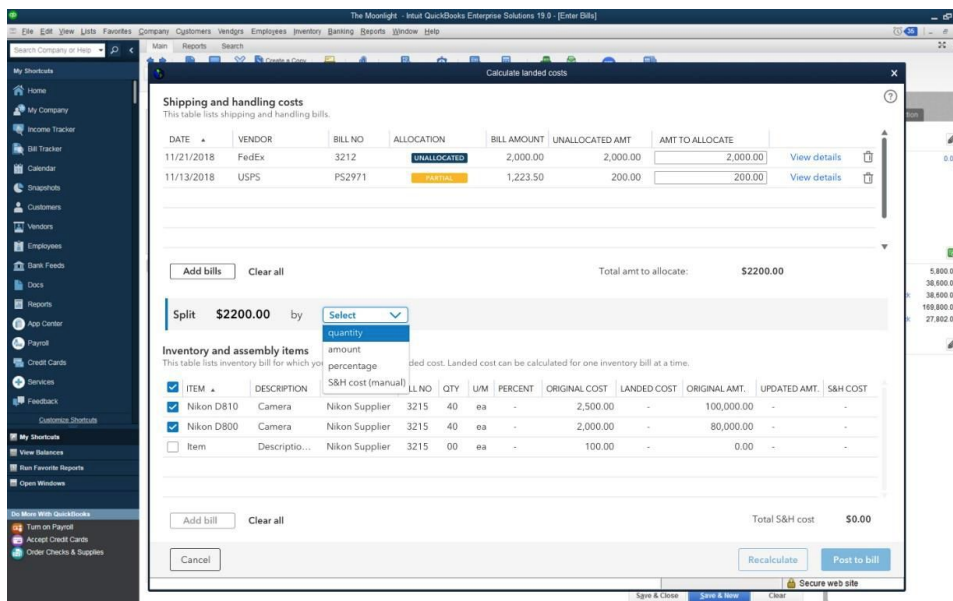 The Moonlight - Intuit QuickBooks Enterprise Solutions 19.0 - [Enter Bills]
File Edit View Lists Favorites Company Customers Vendors Employees Inventory Banking Reports Window Help
Search Company or Help
Main Reports Search
Create a Copy
My Shortcuts
Home
My Company
Income Tracker
Bill Tracker
Calendar
Snapshots
Customers
Vendors
Employees
Bank Feeds
Docs
Reports
App Center
Payroll
Credit Cards
Services
Feedback
Customize Shortcuts
My Shortcuts
View Balances
Run Favorite Reports
Open Windows
Do More With QuickBooks
Turn on Payroll
Accept Credit Cards
Order Checks & Supplies
Calculate landed costs
Shipping and handling costs
This table lists shipping and handling bills.
DATE VENDOR BILL NO ALLOCATION BILL AMOUNT UNALLOCATED AMT AMT TO ALLOCATE
11/21/2018 FedEx 3212 UNALLOCATED 2,000.00 2,000.00 2,000.00 View details
11/13/2018 USPS PS2971 PARTIAL 1,223.50 200.00 200.00 View details
Add bills Clear all Total amt to allocate: $2200.00
Split $2200.00 by Select
quantity
amount
percentage
S&H cost (manual)
Inventory and assembly items
This table lists inventory bill for which you ded cost. Landed cost can be calculated for one inventory bill at a time.
ITEM DESCRIPTION LL NO QTY U/M PERCENT ORIGINAL COST LANDED COST ORIGINAL AMT. UPDATED AMT. S&H COST
Nikon D810 Camera Nikon Supplier 3215 40 ea - 2,500.00 - 100,000.00 - -
Nikon D800 Camera Nikon Supplier 3215 40 ea - 2,000.00 - 80,000.00 - -
Item Descriptio... Nikon Supplier 3215 00 ea - 100.00 - 0.00 - -
Add bill Clear all Total S&H cost $0.00
Cancel Recalculate Post to bill
Secure web site
Save & Close Save & New Clear
5,800.0
38,600.0
38,600.0
169,800.0
27,802.0